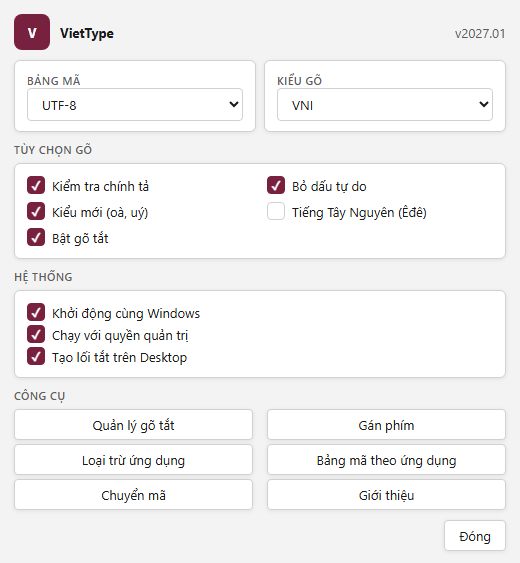 V VietType v2027.01
BẢNG MÃ KIỂU GÕ
UTF-8 VNI
TÙY CHỌN GÕ
Kiểm tra chính tả Bỏ dấu tự do
Kiểu mới (oà, uý) Tiếng Tây Nguyên (Êđê)
Bật gõ tắt
HỆ THỐNG
Khởi động cùng Windows
Chạy với quyền quản trị
Tạo lối tắt trên Desktop
CÔNG CỤ
Quản lý gõ tắt Gán phím
Loại trừ ứng dụng Bảng mã theo ứng dụng
Chuyển mã Giới thiệu
Đóng